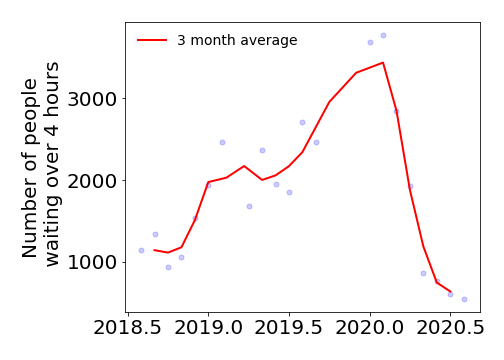 3 month average
Number of people
waiting over 4 hours
3000
2000
1000
2018.5 2019.0 2019.5 2020.0 2020.5